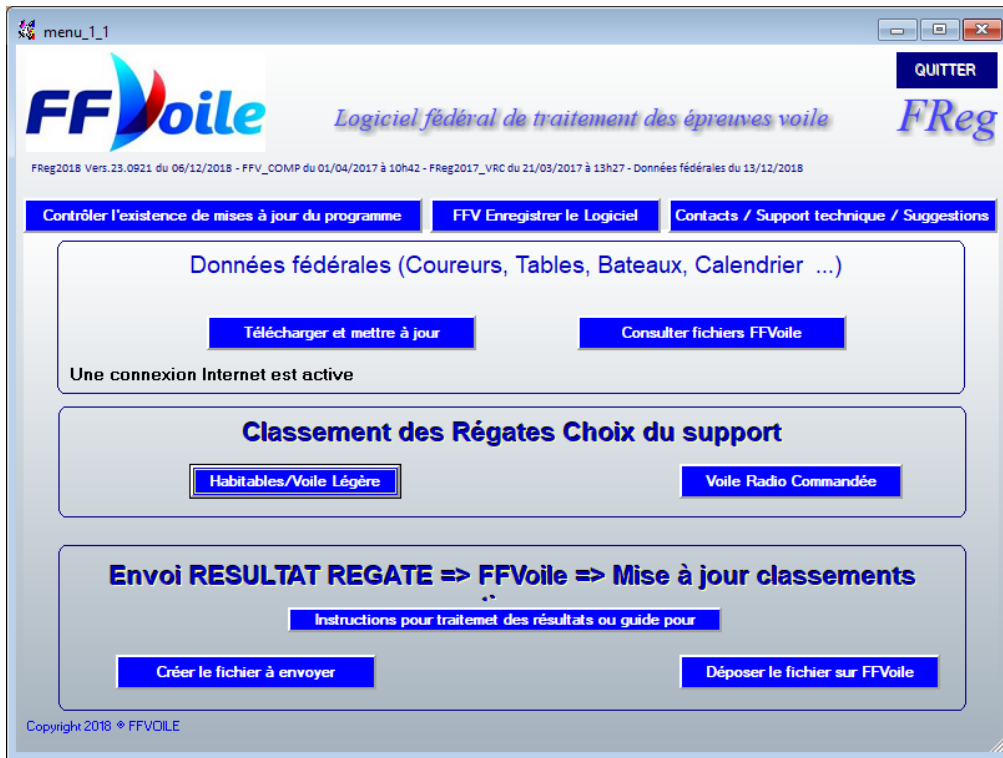 menu_1_1
QUITTER
FFVoile
Logiciel fédéral de traitement des épreuves voile
FReg
FReg2018 Vers.23.0921 du 06/12/2018 - FFV_COMP du 01/04/2017 à 10h42 - FReg2017_VRC du 21/03/2017 à 13h27 - Données fédérales du 13/12/2018
Contrôler l'existence de mises à jour du programme
FFV Enregistrer le Logiciel
Contacts / Support technique / Suggestions
Données fédérales (Coureurs, Tables, Bateaux, Calendrier ...)
Télécharger et mettre à jour
Consulter fichiers FFVoile
Une connexion Internet est active
Classement des Régates Choix du support
Habitables/Voile Légère
Voile Radio Commandée
Envoi RESULTAT REGATE => FFVoile => Mise à jour classements
Instructions pour traitemet des résultats ou guide pour
Créer le fichier à envoyer
Déposer le fichier sur FFVoile
Copyright 2018 ® FFVOILE